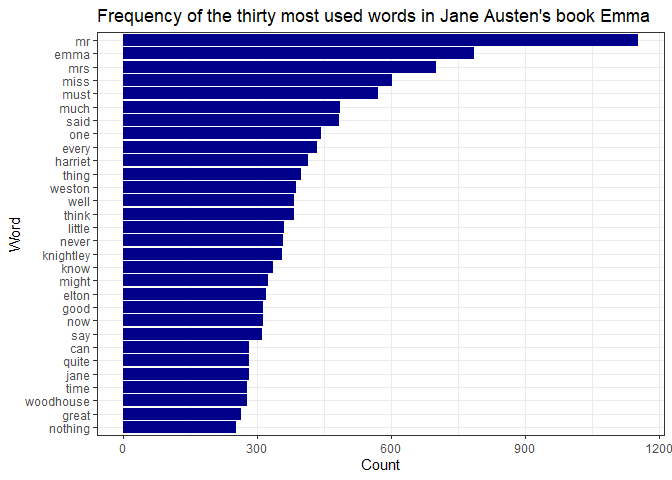 Frequency of the thirty most used words in Jane Austen's book Emma
Word
mr
emma
mrs
miss
must
much
said
one
every
harriet
thing
weston
well
think
little
never
knightley
know
might
elton
good
now
say
can
quite
jane
time
woodhouse
great
nothing
0 300 600 900 1200
Count